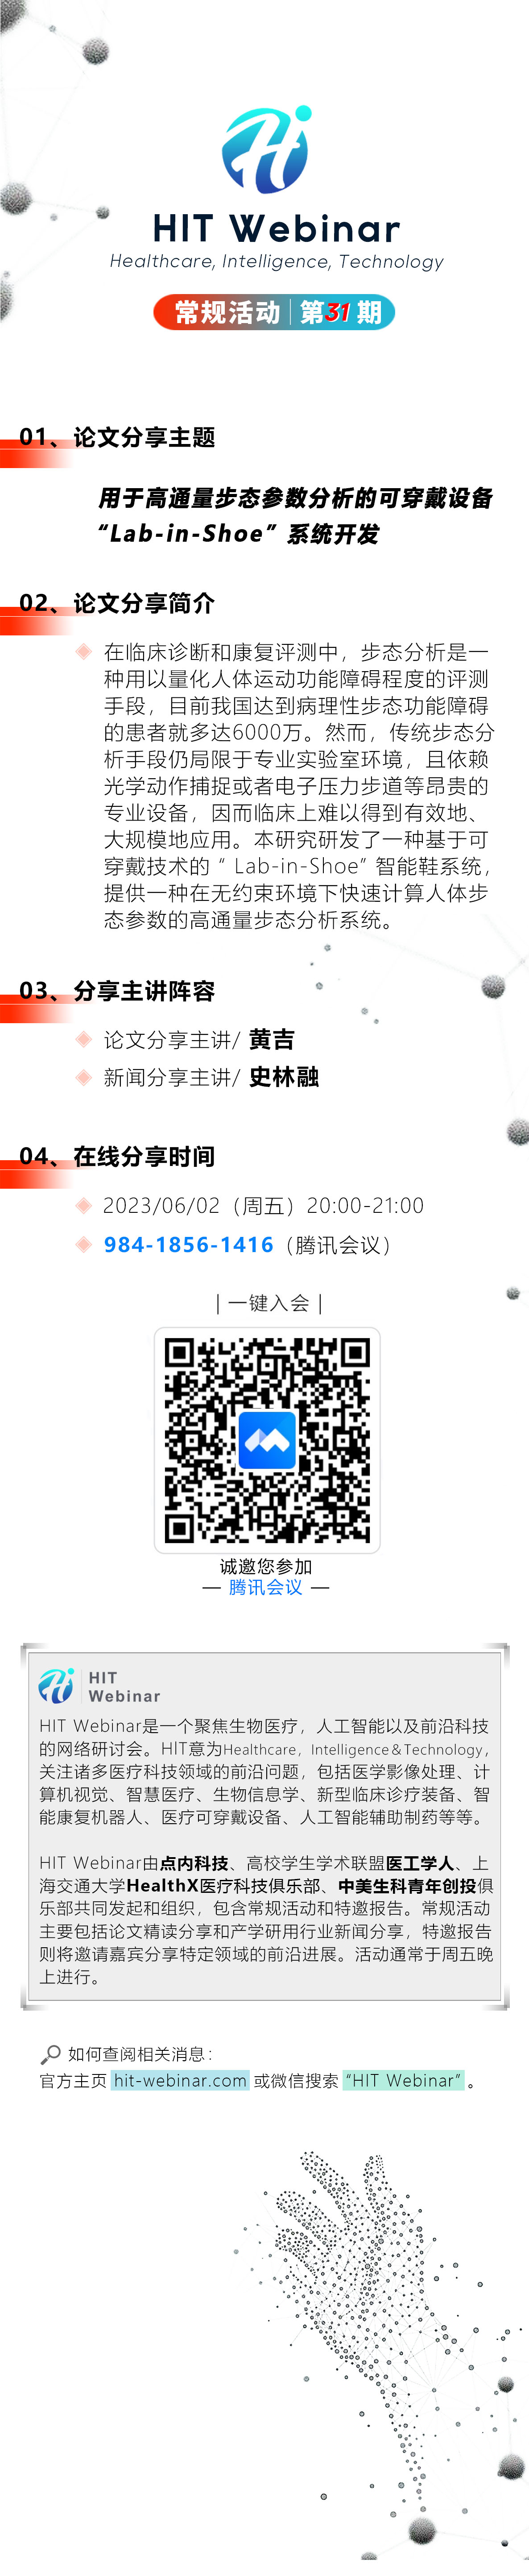 HIT Webinar
Healthcare, Intelligence, Technology
常规活动|第31期
01、论文分享主题
用于高通量步态参数分析的可穿戴设备
“Lab-in-Shoe” 系统开发
02、论文分享简介
在临床诊断和康复评测中，步态分析是一
种用以量化人体运动功能障碍程度的评测
手段，目前我国达到病理性步态功能障碍
的患者就多达6000万。然而，传统步态分
析手段仍局限于专业实验室环境，且依赖
光学动作捕捉或者电子压力步道等昂贵的
专业设备，因而临床上难以得到有效地、
大规模地应用。本研究研发了一种基于可
穿戴技术的 “ Lab-in-Shoe” 智能鞋系统，
提供一种在无约束环境下快速计算人体步
态参数的高通量步态分析系统。
03、分享主讲阵容
论文分享主讲/ 黄吉
新闻分享主讲/ 史林融
04、在线分享时间
2023/06/02（周五）20:00-21:00
984-1856-1416（腾讯会议）
| 一键入会 |
诚邀您参加
— 腾讯会议 —
HIT
Webinar
HIT Webinar是一个聚焦生物医疗，人工智能以及前沿科技
的网络研讨会。HIT意为Healthcare，Intelligence＆Technology，
关注诸多医疗科技领域的前沿问题，包括医学影像处理、计
算机视觉、智慧医疗、生物信息学、新型临床诊疗装备、智
能康复机器人、医疗可穿戴设备、人工智能辅助制药等等。
HIT Webinar由点内科技、高校学生学术联盟医工学人、上
海交通大学HealthX医疗科技俱乐部、中美生科青年创投俱
乐部共同发起和组织，包含常规活动和特邀报告。常规活动
主要包括论文精读分享和产学研用行业新闻分享，特邀报告
则将邀请嘉宾分享特定领域的前沿进展。活动通常于周五晚
上进行。
如何查阅相关消息：
官方主页 hit-webinar.com 或微信搜索 “HIT Webinar” 。